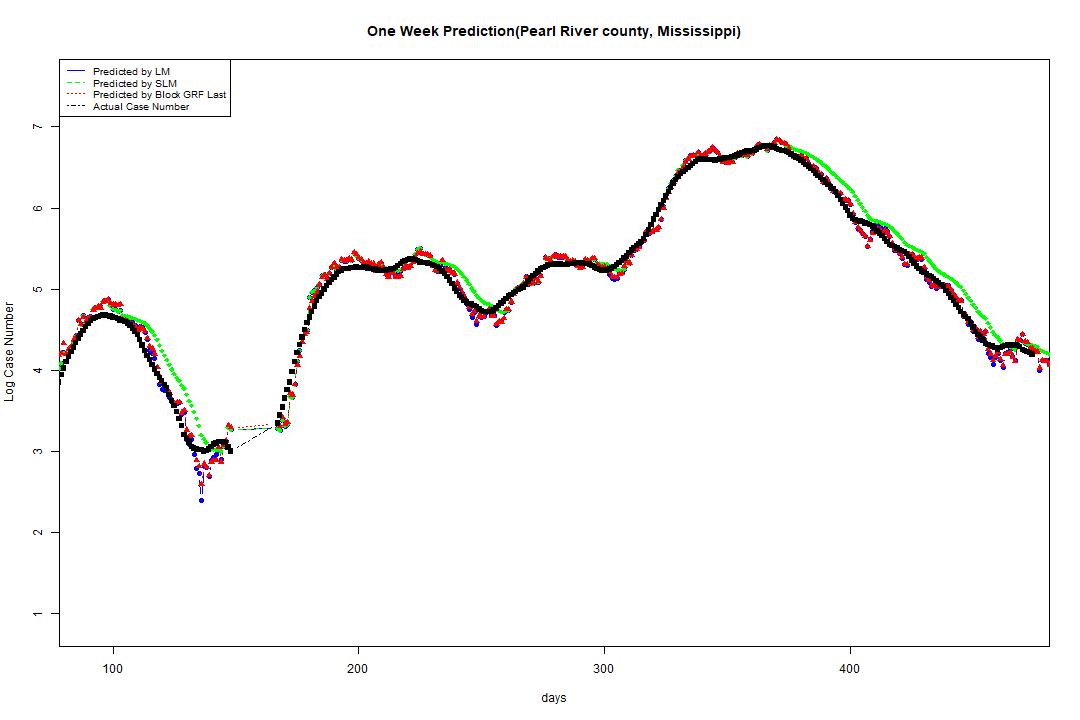 One Week Prediction(Pearl River county, Mississippi)
Predicted by LM
Predicted by SLM
Predicted by Block GRF Last
Actual Case Number
7
6
5
4
3
2
1
Log Case Number
100
200
300
400
days